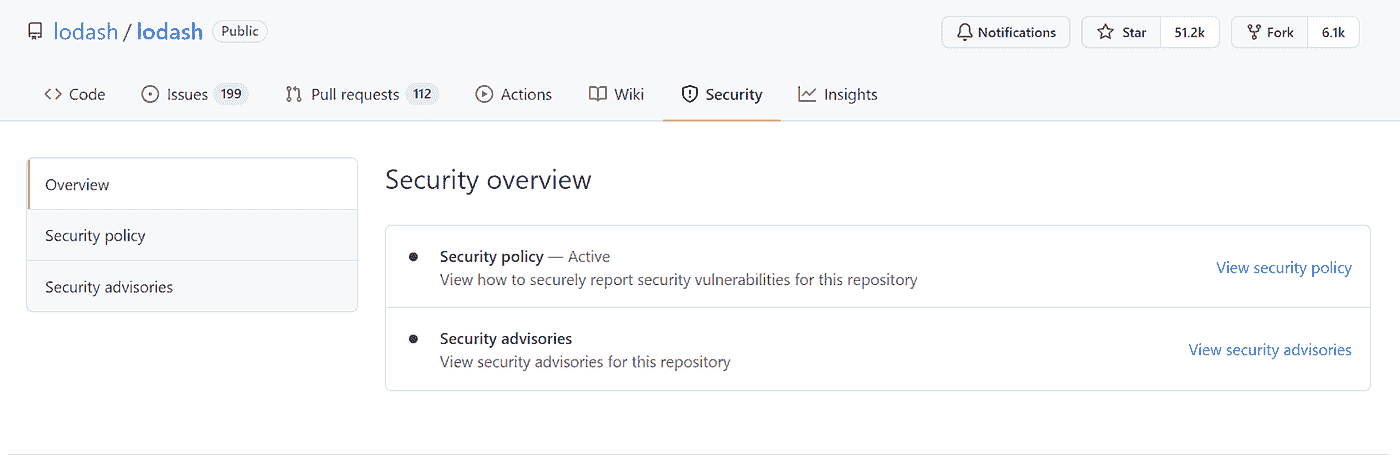 lodash / lodash Public Notifications Star 51.2k Fork 6.1k
Code Issues 199 Pull requests 112 Actions Wiki Security Insights
Overview
Security policy
Security advisories
Security overview
Security policy — Active
View how to securely report security vulnerabilities for this repository
View security policy
Security advisories
View security advisories for this repository
View security advisories